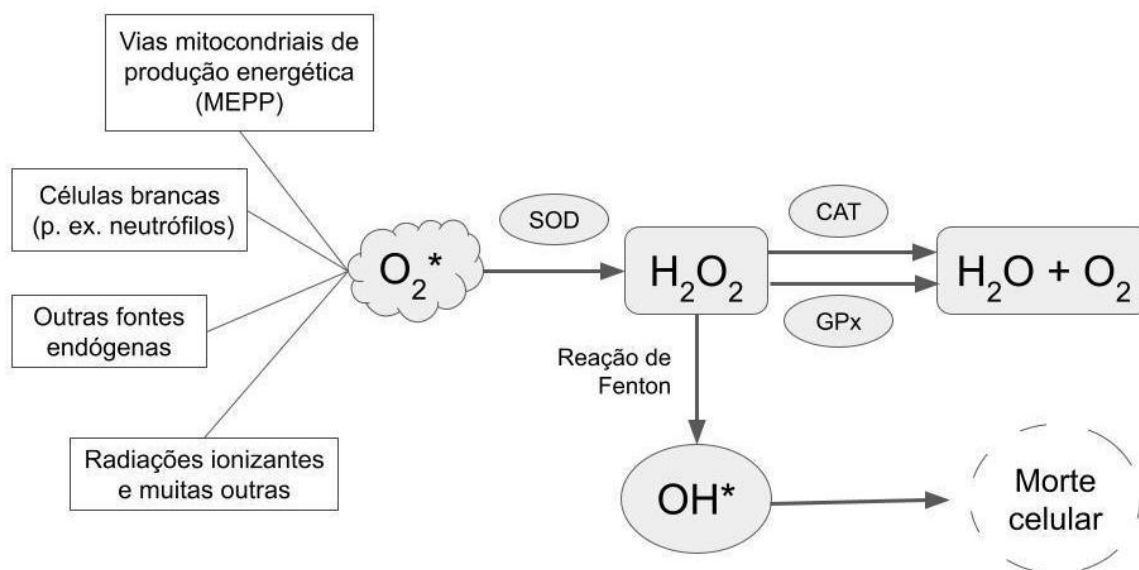 Vias mitocondriais de
produção energética
(MEPP)
Células brancas
(p. ex. neutrófilos)
Outras fontes
endógenas
Radiações ionizantes
e muitas outras
O₂*
SOD
H₂O₂
CAT
GPx
H₂O + O₂
Reação de
Fenton
OH*
Morte
celular